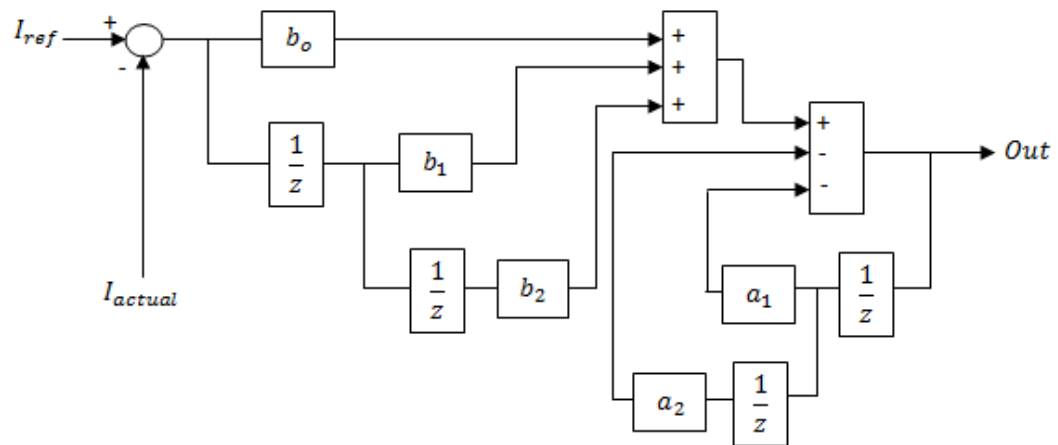 I_ref
+
-
b_o
+
+
+
1/z
b_1
+
-
-
Out
I_actual
1/z
b_2
a_1
1/z
a_2
1/z